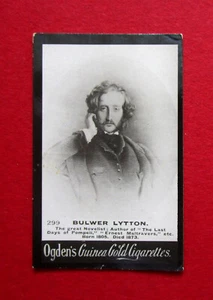 299 BULWER LYTTON.
The great Novelist; Author of "The Last
Days of Pompeii," "Ernest Maltravers," etc.
Born 1805. Died 1873.
Ogden's Guinea Gold Cigarettes.